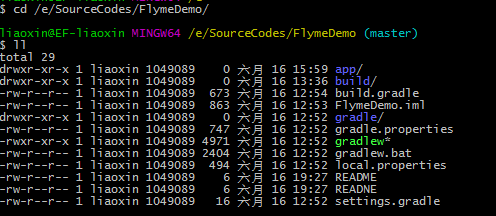 $ cd /e/SourceCodes/FlymeDemo/
liaoxin@EF-liaoxin MINGW64 /e/SourceCodes/FlymeDemo (master)
$ ll
total 29
drwxr-xr-x 1 liaoxin 1049089    0 六月 16 15:59 app/
drwxr-xr-x 1 liaoxin 1049089    0 六月 16 13:36 build/
-rw-r--r-- 1 liaoxin 1049089  673 六月 16 12:54 build.gradle
-rw-r--r-- 1 liaoxin 1049089  863 六月 16 12:53 FlymeDemo.iml
drwxr-xr-x 1 liaoxin 1049089    0 六月 16 12:52 gradle/
-rw-r--r-- 1 liaoxin 1049089  747 六月 16 12:52 gradle.properties
-rwxr-xr-x 1 liaoxin 1049089 4971 六月 16 12:52 gradlew*
-rw-r--r-- 1 liaoxin 1049089 2404 六月 16 12:52 gradlew.bat
-rw-r--r-- 1 liaoxin 1049089  494 六月 16 12:52 local.properties
-rw-r--r-- 1 liaoxin 1049089    6 六月 16 19:27 README
-rw-r--r-- 1 liaoxin 1049089    6 六月 16 19:27 READNE
-rw-r--r-- 1 liaoxin 1049089   16 六月 16 12:52 settings.gradle